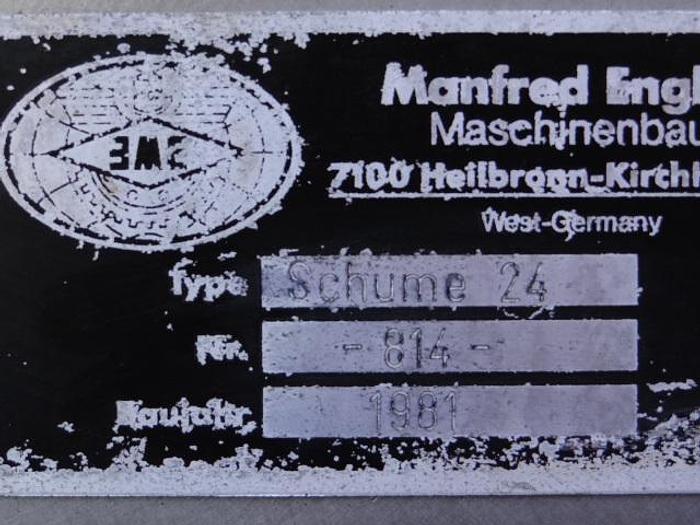 EME
Manfred Engl
Maschinenbau
7100 Heilbronn-Kirchh
West-Germany
Type Schume 24
Nr. - 814 -
Baujahr. 1981